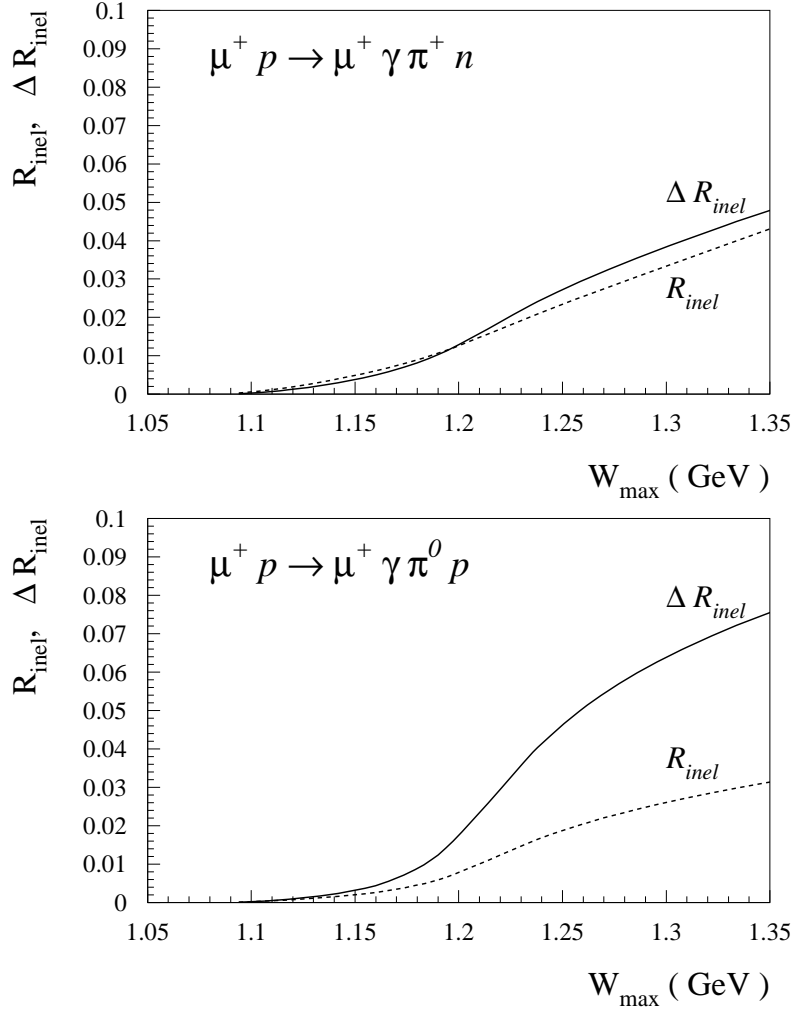 R_inel, Δ R_inel
0.1
0.09
0.08
0.07
0.06
0.05
0.04
0.03
0.02
0.01
0
μ⁺ p → μ⁺ γ π⁺ n
Δ R_inel
R_inel
1.05 1.1 1.15 1.2 1.25 1.3 1.35
W_max ( GeV )
R_inel, Δ R_inel
0.1
0.09
0.08
0.07
0.06
0.05
0.04
0.03
0.02
0.01
0
μ⁺ p → μ⁺ γ π⁰ p
Δ R_inel
R_inel
1.05 1.1 1.15 1.2 1.25 1.3 1.35
W_max ( GeV )